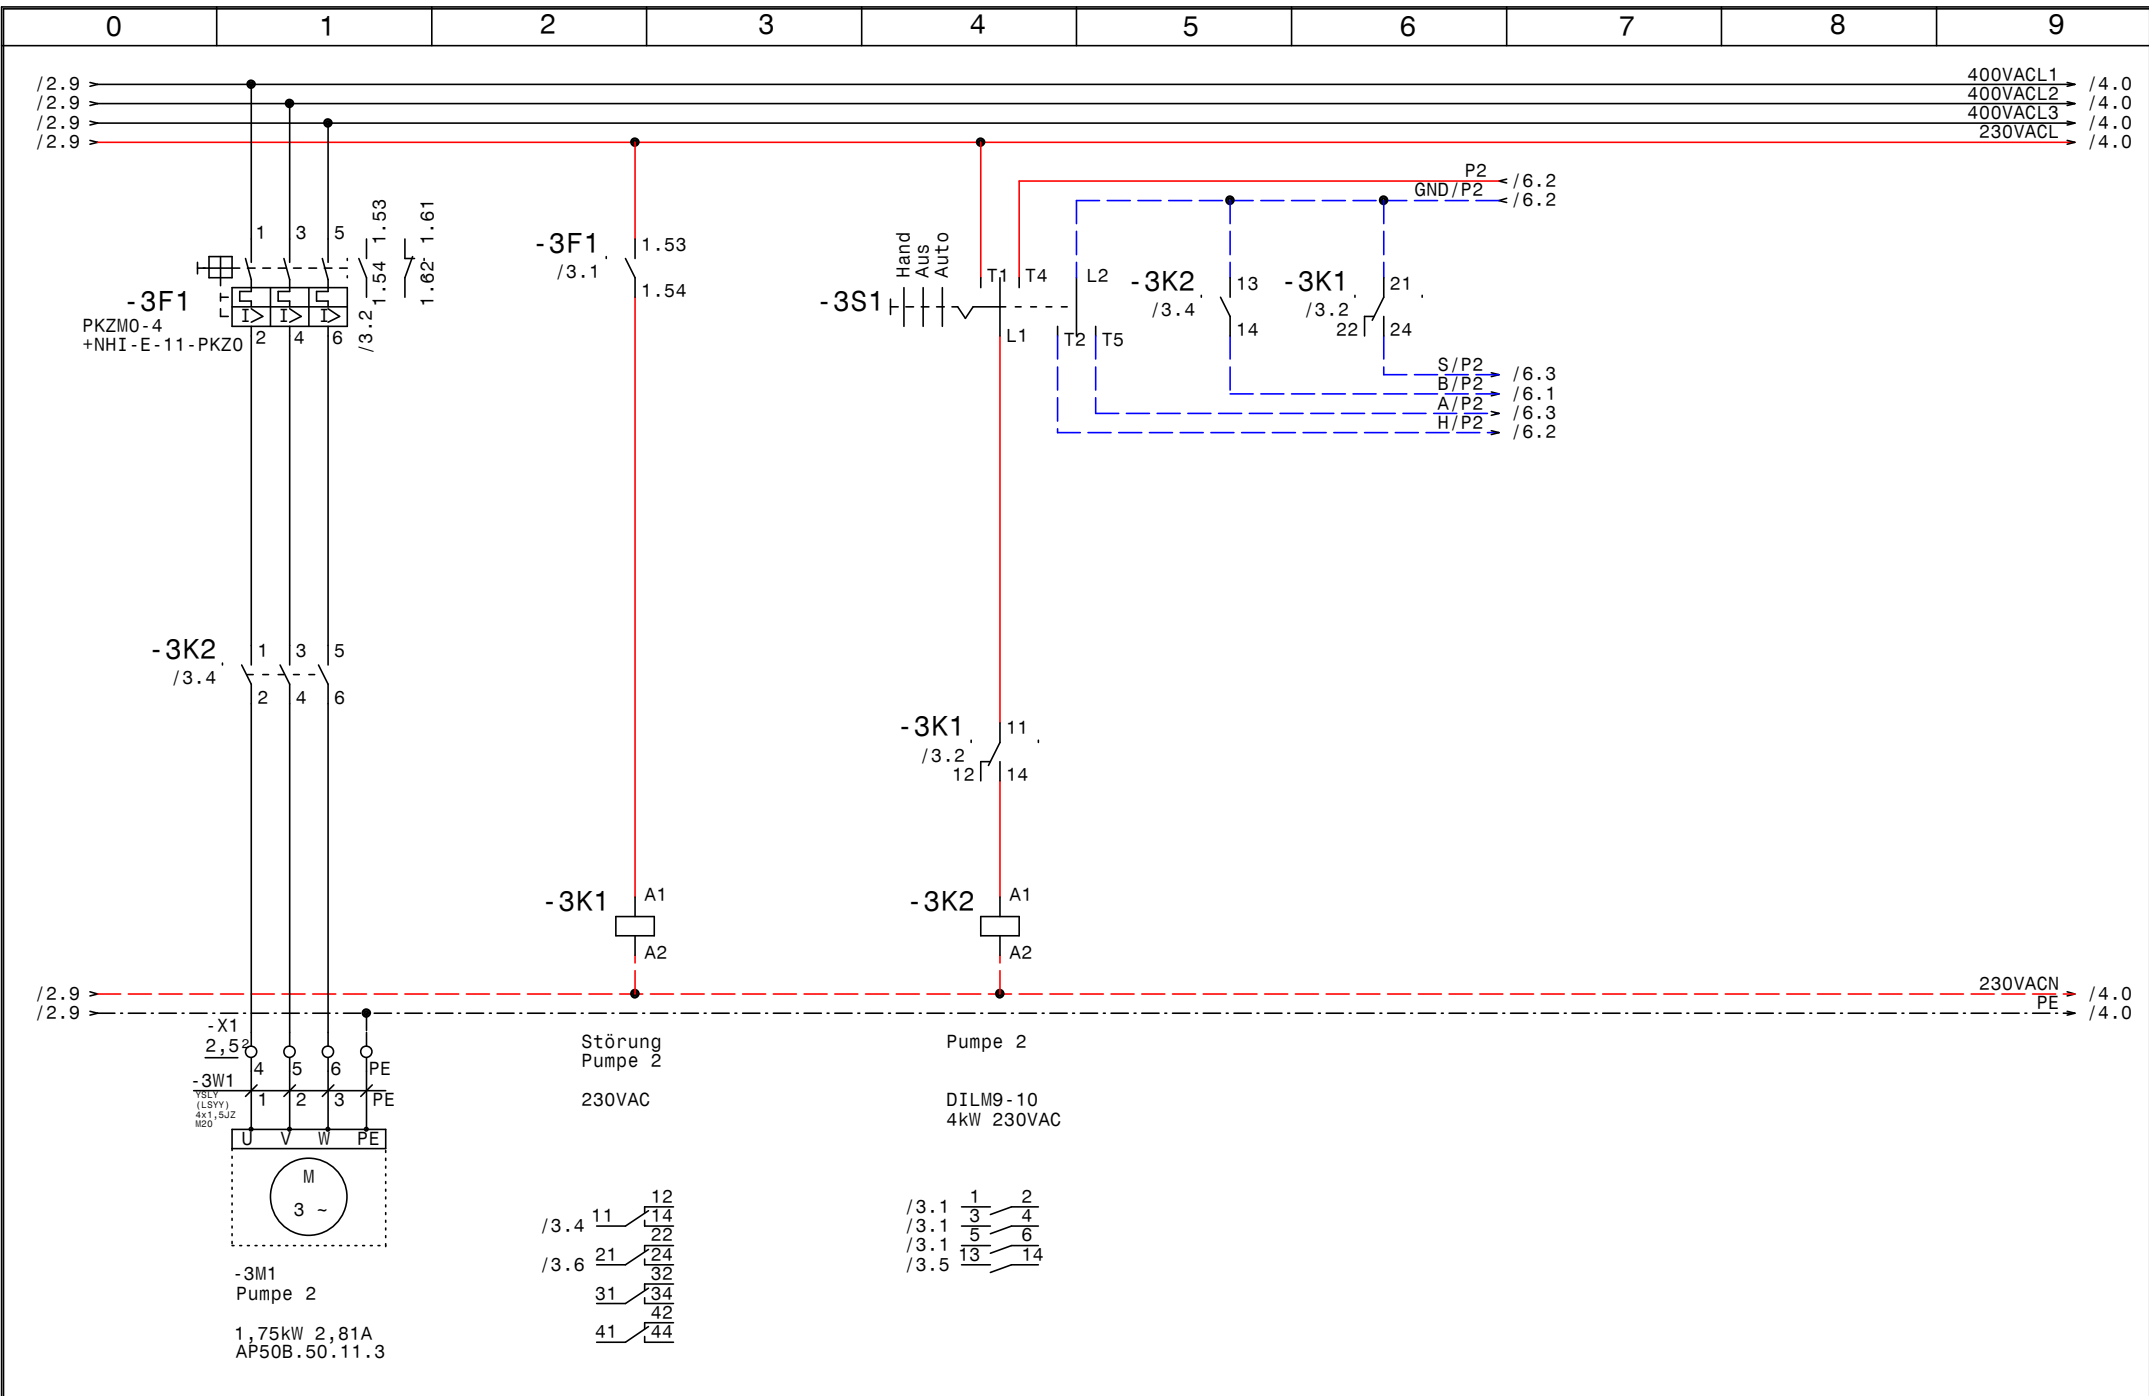 0 1 2 3 4 5 6 7 8 9
/2.9 400VACL1 /4.0
/2.9 400VACL2 /4.0
/2.9 400VACL3 /4.0
/2.9 230VACL /4.0
P2 /6.2
GND/P2 /6.2
1 3 5 1.53 1.61
1.54 1.62
-3F1
PKZM0-4
+NHI-E-11-PKZ0
2 4 6 /3.2
-3F1 1.53
/3.1
1.54
Hand
Aus
Auto
-3S1
T1 T4 L2
L1 T2 T5
-3K2 13
/3.4
14
-3K1 21
/3.2
22 24
S/P2 /6.3
B/P2 /6.1
A/P2 /6.3
H/P2 /6.2
-3K2 1 3 5
/3.4
2 4 6
-3K1 11
/3.2
12 14
-3K1 A1
A2
-3K2 A1
A2
/2.9 230VACN /4.0
/2.9 PE /4.0
-X1
2,5²
4 5 6 PE
-3W1
YSLY
(LSYY)
4x1,5JZ
M20
1 2 3 PE
U V W PE
M
3 ~
-3M1
Pumpe 2
1,75kW 2,81A
AP50B.50.11.3
Störung
Pumpe 2
230VAC
12
/3.4 11 14
22
/3.6 21 24
32
31 34
42
41 44
Pumpe 2
DILM9-10
4kW 230VAC
/3.1 1 2
/3.1 3 4
/3.1 5 6
/3.5 13 14